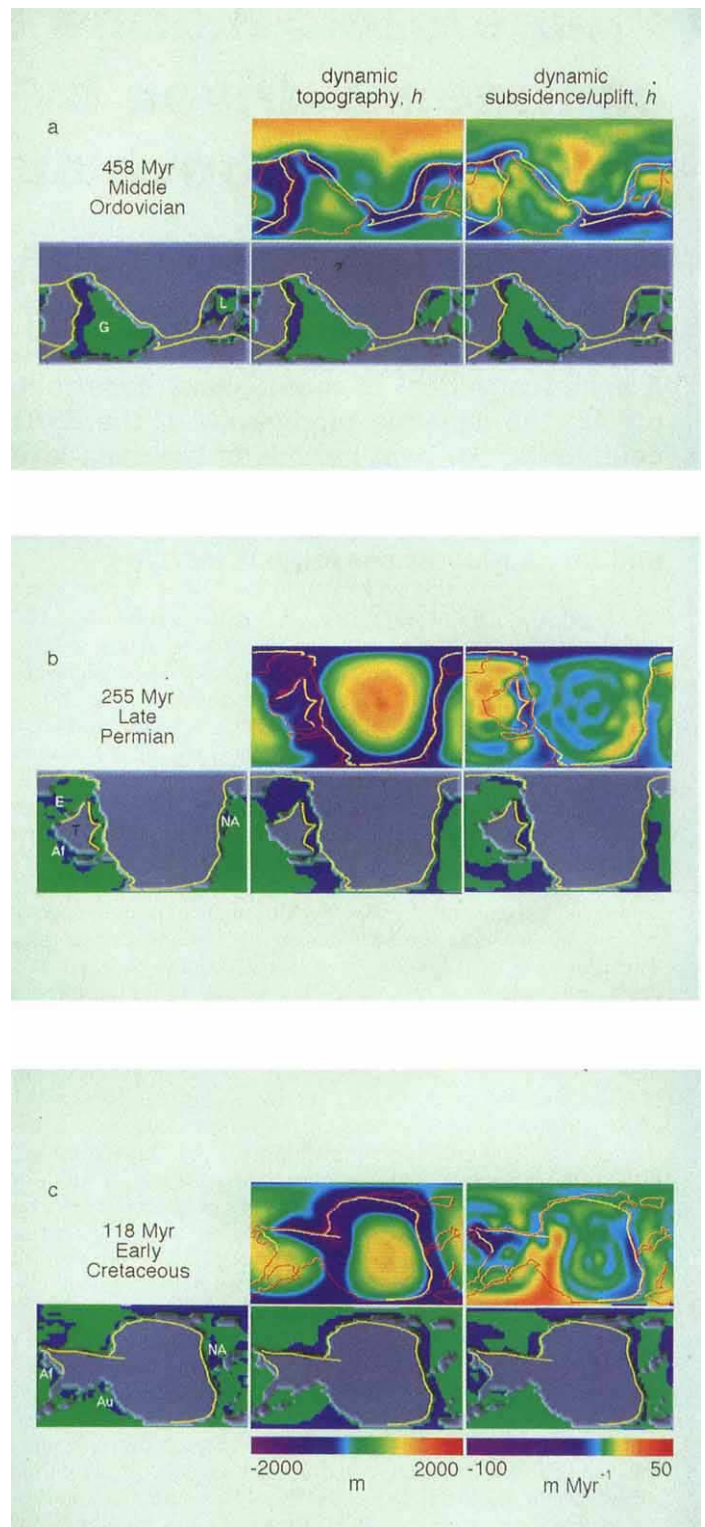 dynamic
topography, h
dynamic
subsidence/uplift, ḣ
a
458 Myr
Middle
Ordovician
G
L
?
b
255 Myr
Late
Permian
E
T
Af
NA
c
118 Myr
Early
Cretaceous
Af
Au
NA
-2000 2000
m
-100 50
m Myr⁻¹